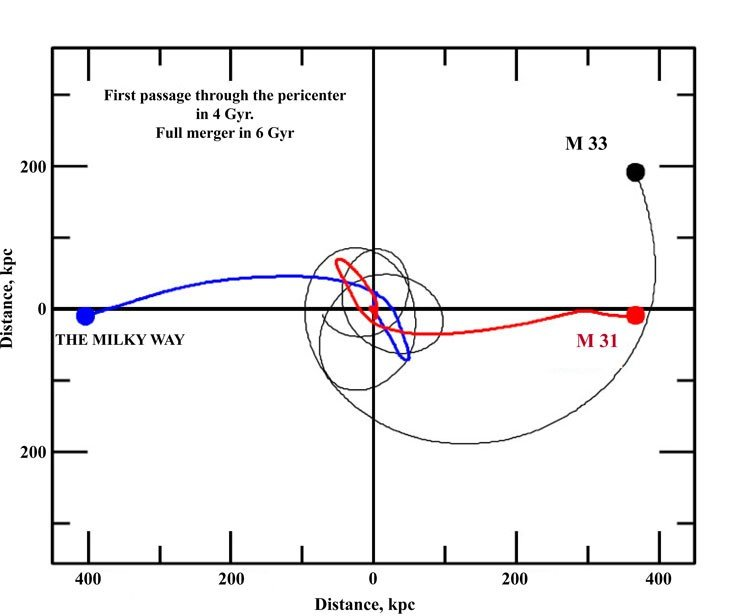 First passage through the pericenter
in 4 Gyr.
Full merger in 6 Gyr
M 33
200
Distance, kpc
0
THE MILKY WAY
M 31
200
400
200
0
200
400
Distance, kpc